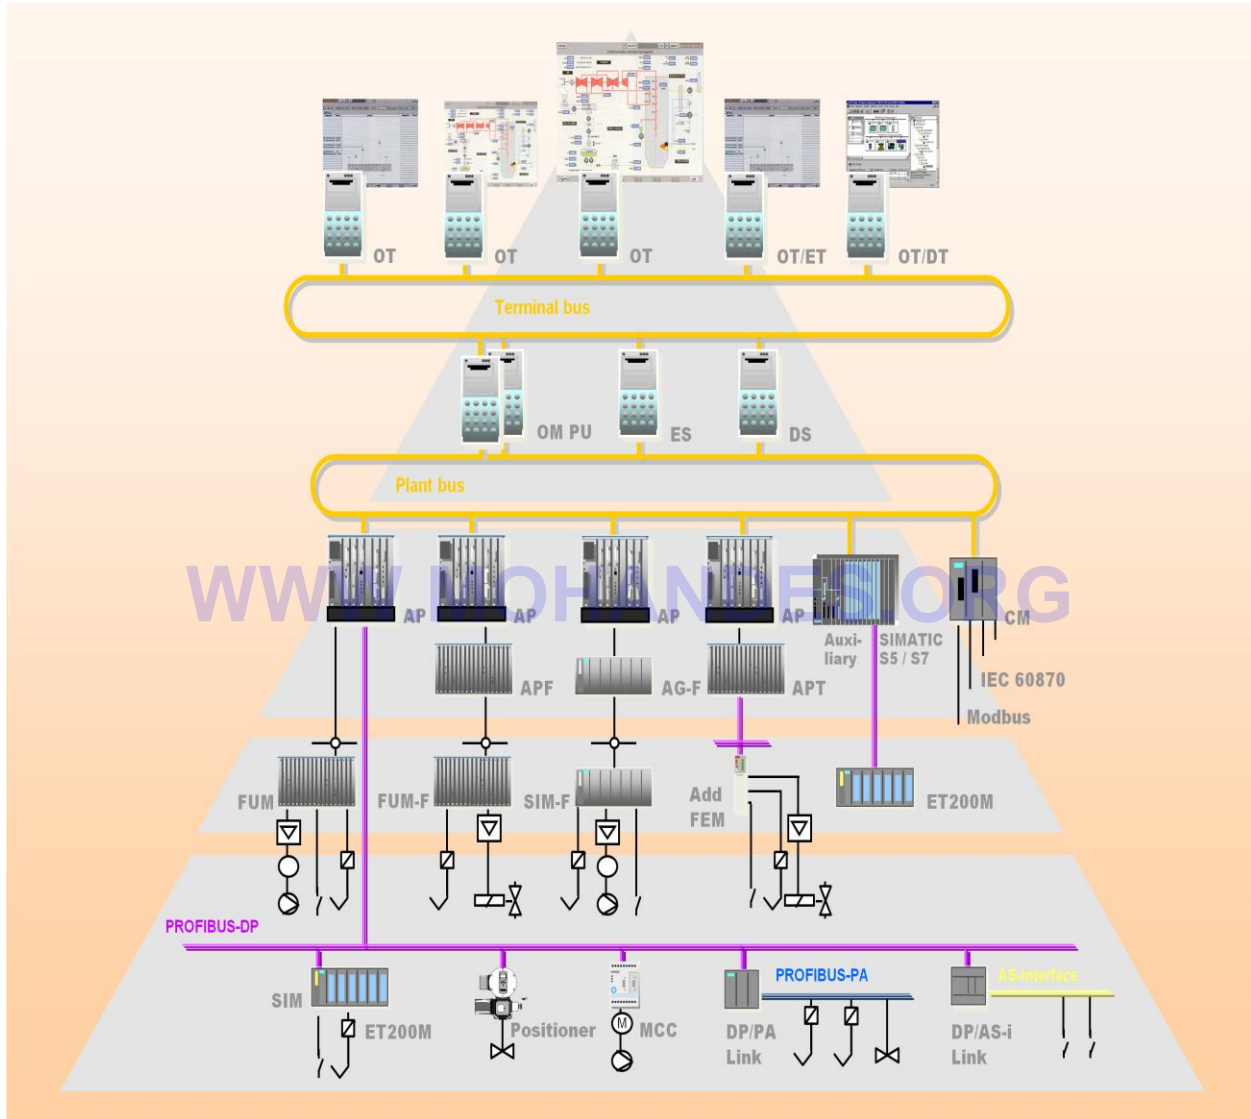 OT
OT
OT
OT/ET
OT/DT
Terminal bus
OM PU
ES
DS
Plant bus
WWW.MOHANDES.ORG
AP
AP
AP
AP
Auxi-
liary
SIMATIC
S5 / S7
CM
APF
AG-F
APT
IEC 60870
Modbus
FUM
FUM-F
SIM-F
Add
FEM
ET200M
PROFIBUS-DP
SIM
ET200M
Positioner
M
MCC
DP/PA
Link
PROFIBUS-PA
DP/AS-i
Link
AS-interface